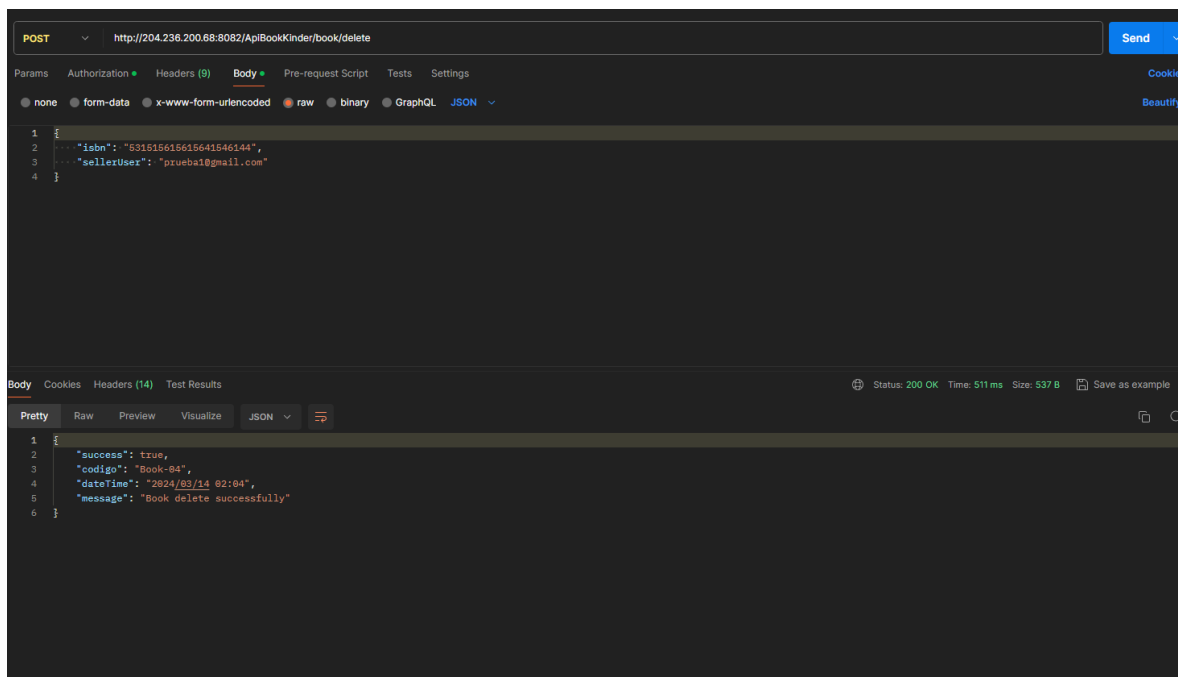 POST http://204.236.200.68:8082/ApiBookKinder/book/delete Send
Params Authorization Headers (9) Body Pre-request Script Tests Settings Cookie
none form-data x-www-form-urlencoded raw binary GraphQL JSON Beautify
1 {
2 "isbn": "531515615615641546144",
3 "sellerUser": "prueba1@gmail.com"
4 }
Body Cookies Headers (14) Test Results Status: 200 OK Time: 511 ms Size: 537 B Save as example
Pretty Raw Preview Visualize JSON
1 {
2 "success": true,
3 "codigo": "Book-04",
4 "dateTime": "2024/03/14 02:04",
5 "message": "Book delete successfully"
6 }